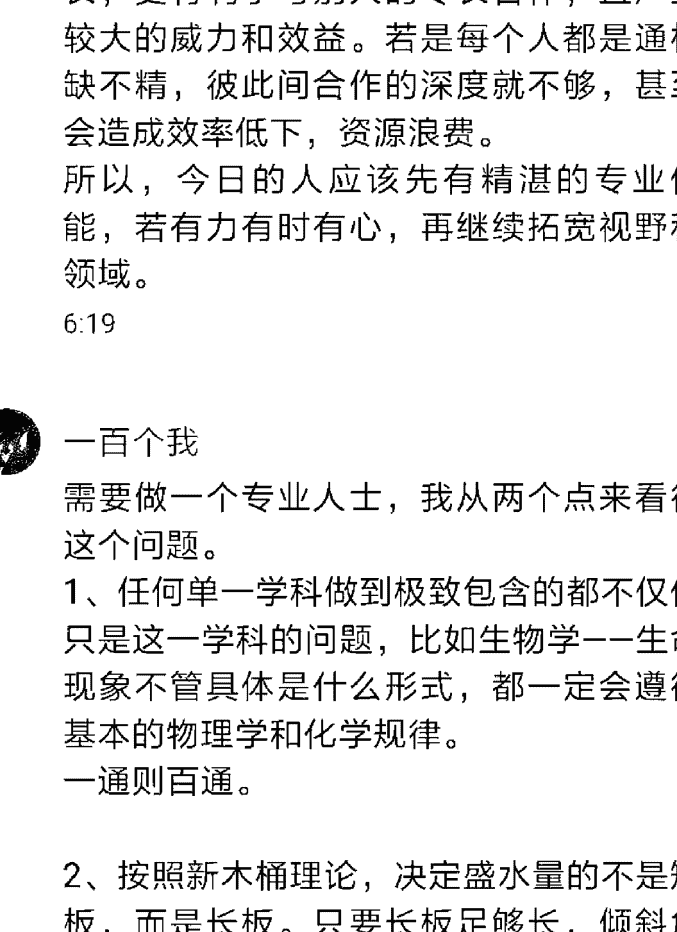 较大的威力和效益。若是每个人都是通
缺不精，彼此间合作的深度就不够，甚
会造成效率低下，资源浪费。
所以，今日的人应该先有精湛的专业
能，若有力有时有心，再继续拓宽视野
领域。
6:19
一百个我
需要做一个专业人士，我从两个点来看
这个问题。
1、任何单一学科做到极致包含的都不仅
只是这一学科的问题，比如生物学——生
现象不管具体是什么形式，都一定会遵
基本的物理学和化学规律。
一通则百通。
2、按照新木桶理论，决定盛水量的不是
板，而是长板。只要长板足够长，倾斜